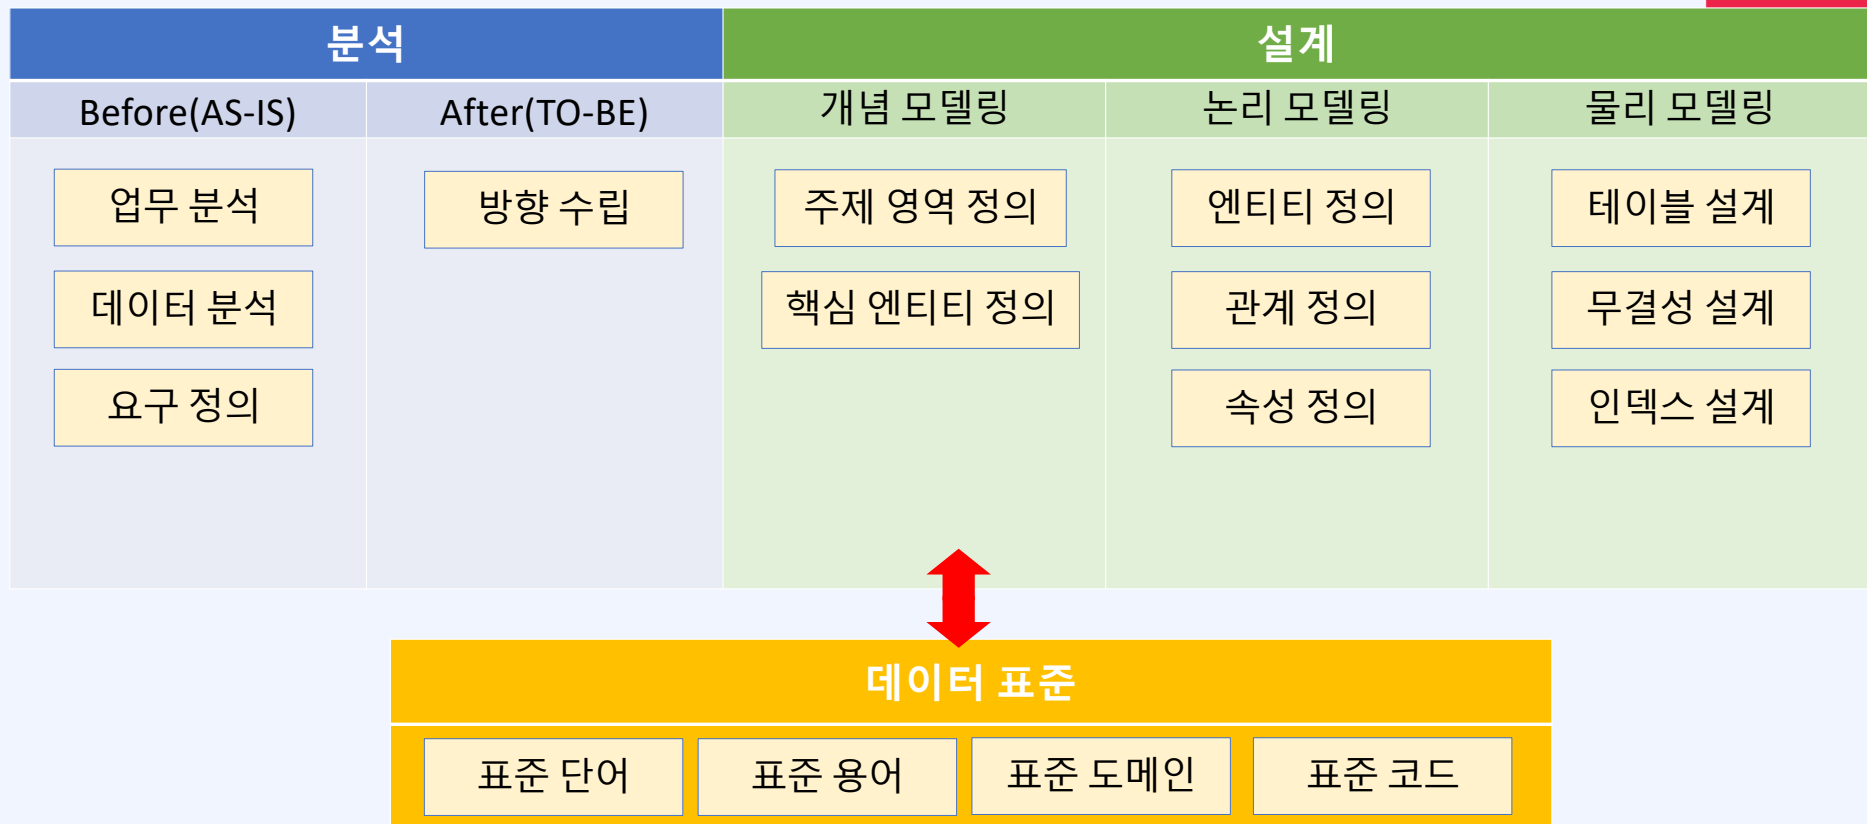 분석
설계
Before(AS-IS)
After(TO-BE)
개념 모델링
논리 모델링
물리 모델링
업무 분석
방향 수립
주제 영역 정의
엔티티 정의
테이블 설계
데이터 분석
핵심 엔티티 정의
관계 정의
무결성 설계
요구 정의
속성 정의
인덱스 설계
데이터 표준
표준 단어
표준 용어
표준 도메인
표준 코드